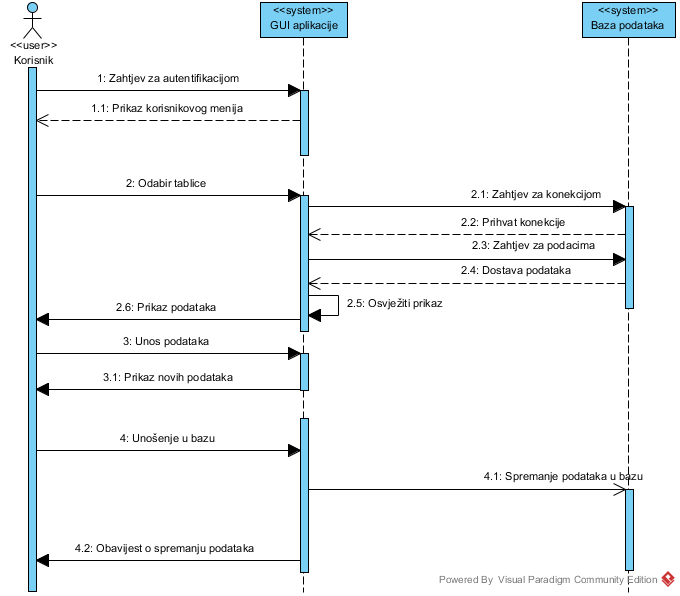 <<user>>
Korisnik
<<system>>
GUI aplikacije
<<system>>
Baza podataka
1: Zahtjev za autentifikacijom
1.1: Prikaz korisnikovog menija
2: Odabir tablice
2.1: Zahtjev za konekcijom
2.2: Prihvat konekcije
2.3: Zahtjev za podacima
2.4: Dostava podataka
2.5: Osvježiti prikaz
2.6: Prikaz podataka
3: Unos podataka
3.1: Prikaz novih podataka
4: Unošenje u bazu
4.1: Spremanje podataka u bazu
4.2: Obavijest o spremanju podataka
Powered By Visual Paradigm Community Edition